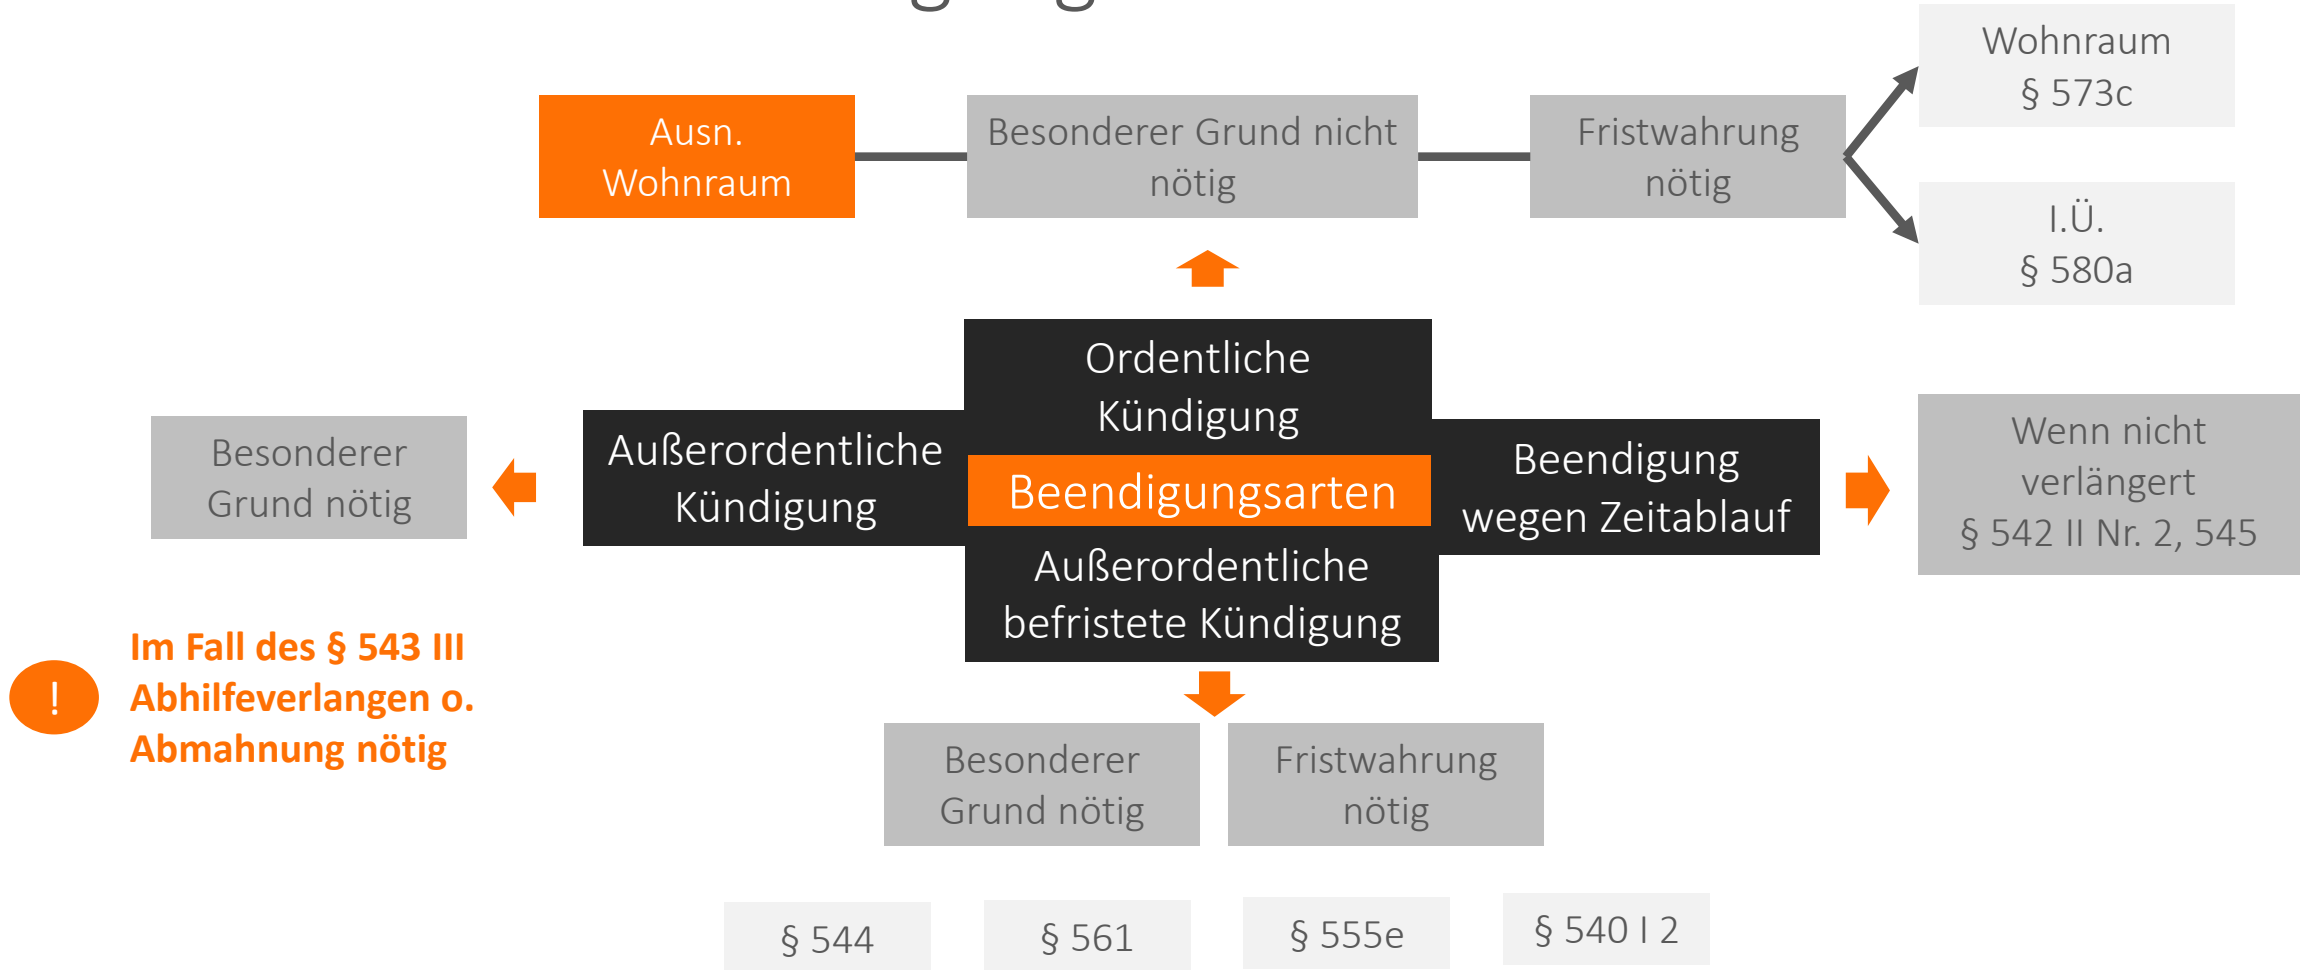 Wohnraum
§ 573c
Ausn.
Wohnraum
Besonderer Grund nicht
nötig
Fristwahrung
nötig
I.Ü.
§ 580a
Ordentliche
Kündigung
Besonderer
Grund nötig
Außerordentliche
Kündigung
Beendigungsarten
Beendigung
wegen Zeitablauf
Wenn nicht
verlängert
§ 542 II Nr. 2, 545
Außerordentliche
befristete Kündigung
!
Im Fall des § 543 III
Abhilfeverlangen o.
Abmahnung nötig
Besonderer
Grund nötig
Fristwahrung
nötig
§ 544
§ 561
§ 555e
§ 540 I 2